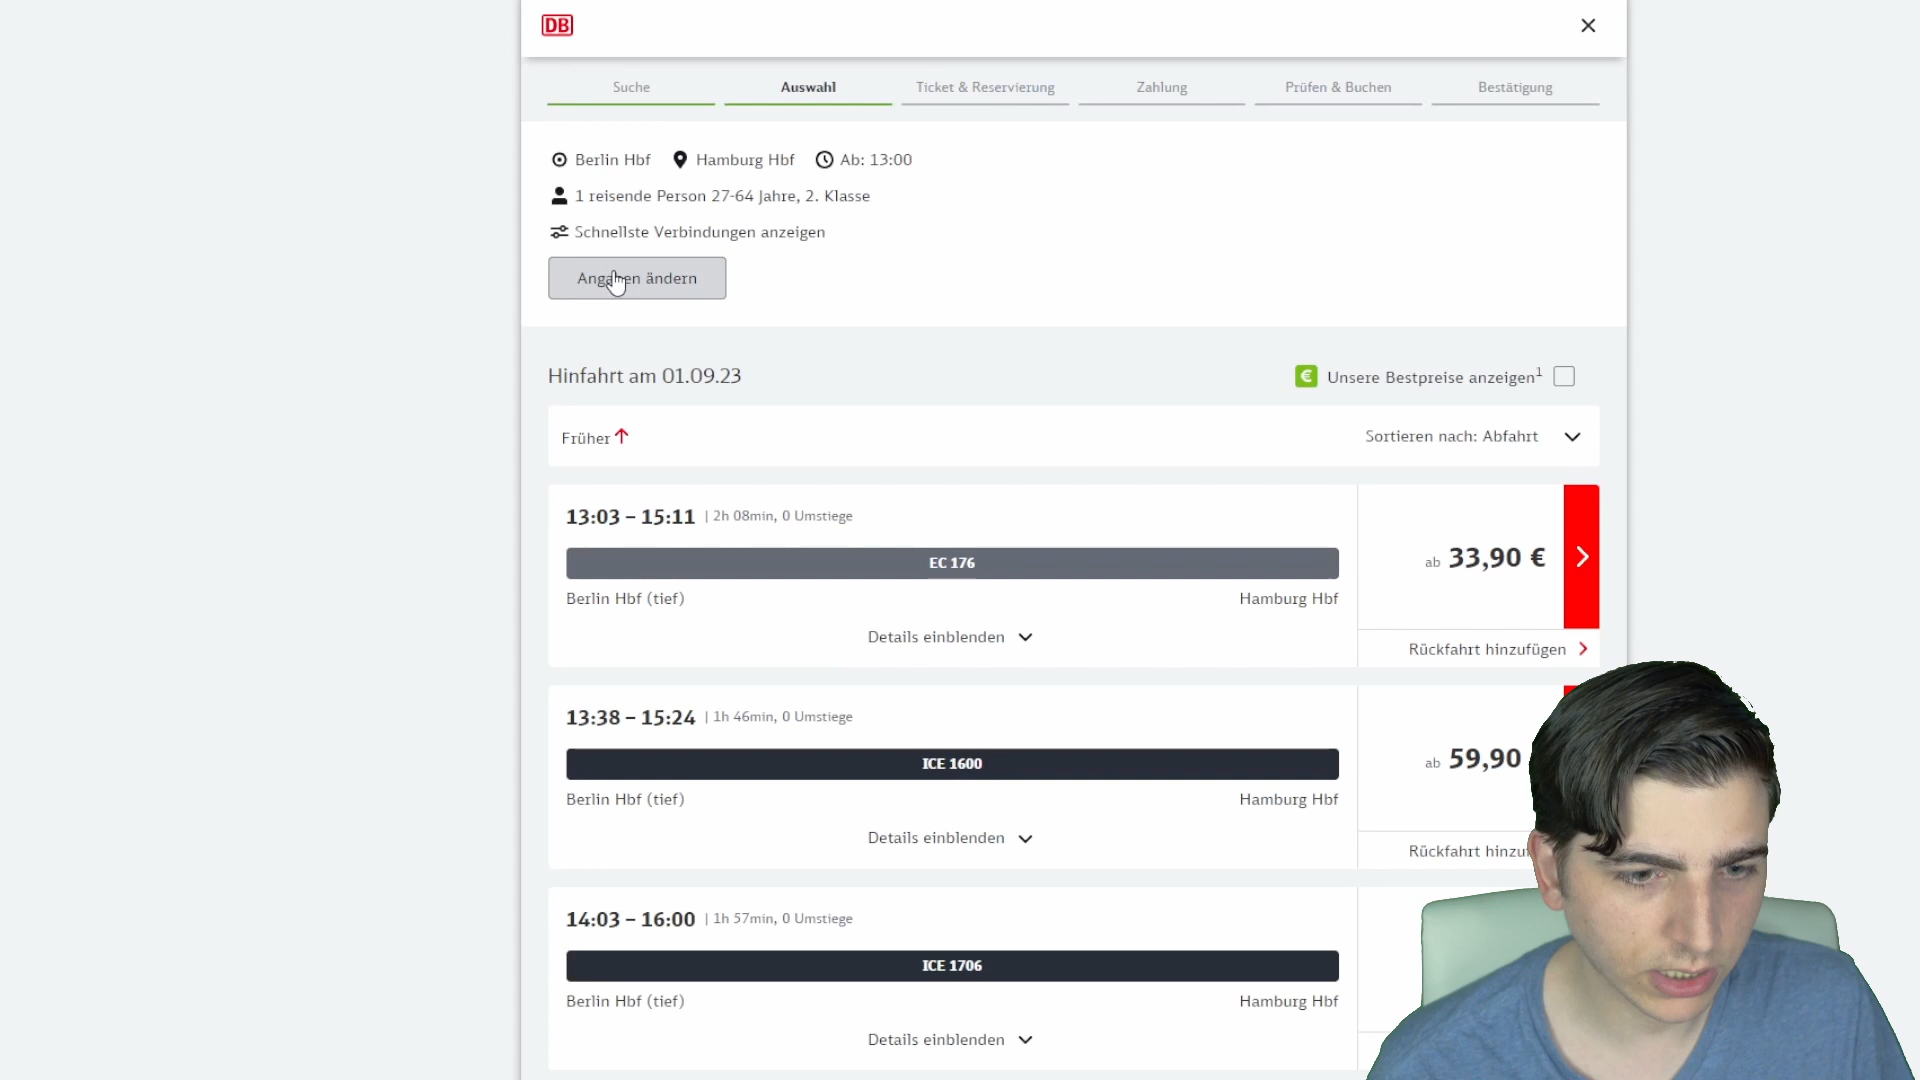 DB
Suche
Auswahl
Ticket & Reservierung
Zahlung
Prüfen & Buchen
Bestätigung
Berlin Hbf Hamburg Hbf Ab: 13:00
1 reisende Person 27-64 Jahre, 2. Klasse
Schnellste Verbindungen anzeigen
Angaben ändern
Hinfahrt am 01.09.23
€ Unsere Bestpreise anzeigen¹
Früher
Sortieren nach: Abfahrt
13:03 – 15:11 | 2h 08min, 0 Umstiege
EC 176
Berlin Hbf (tief) Hamburg Hbf
Details einblenden
ab 33,90 €
Rückfahrt hinzufügen
13:38 – 15:24 | 1h 46min, 0 Umstiege
ICE 1600
Berlin Hbf (tief) Hamburg Hbf
Details einblenden
ab 59,90
Rückfahrt
14:03 – 16:00 | 1h 57min, 0 Umstiege
ICE 1706
Berlin Hbf (tief) Hamburg Hbf
Details einblenden